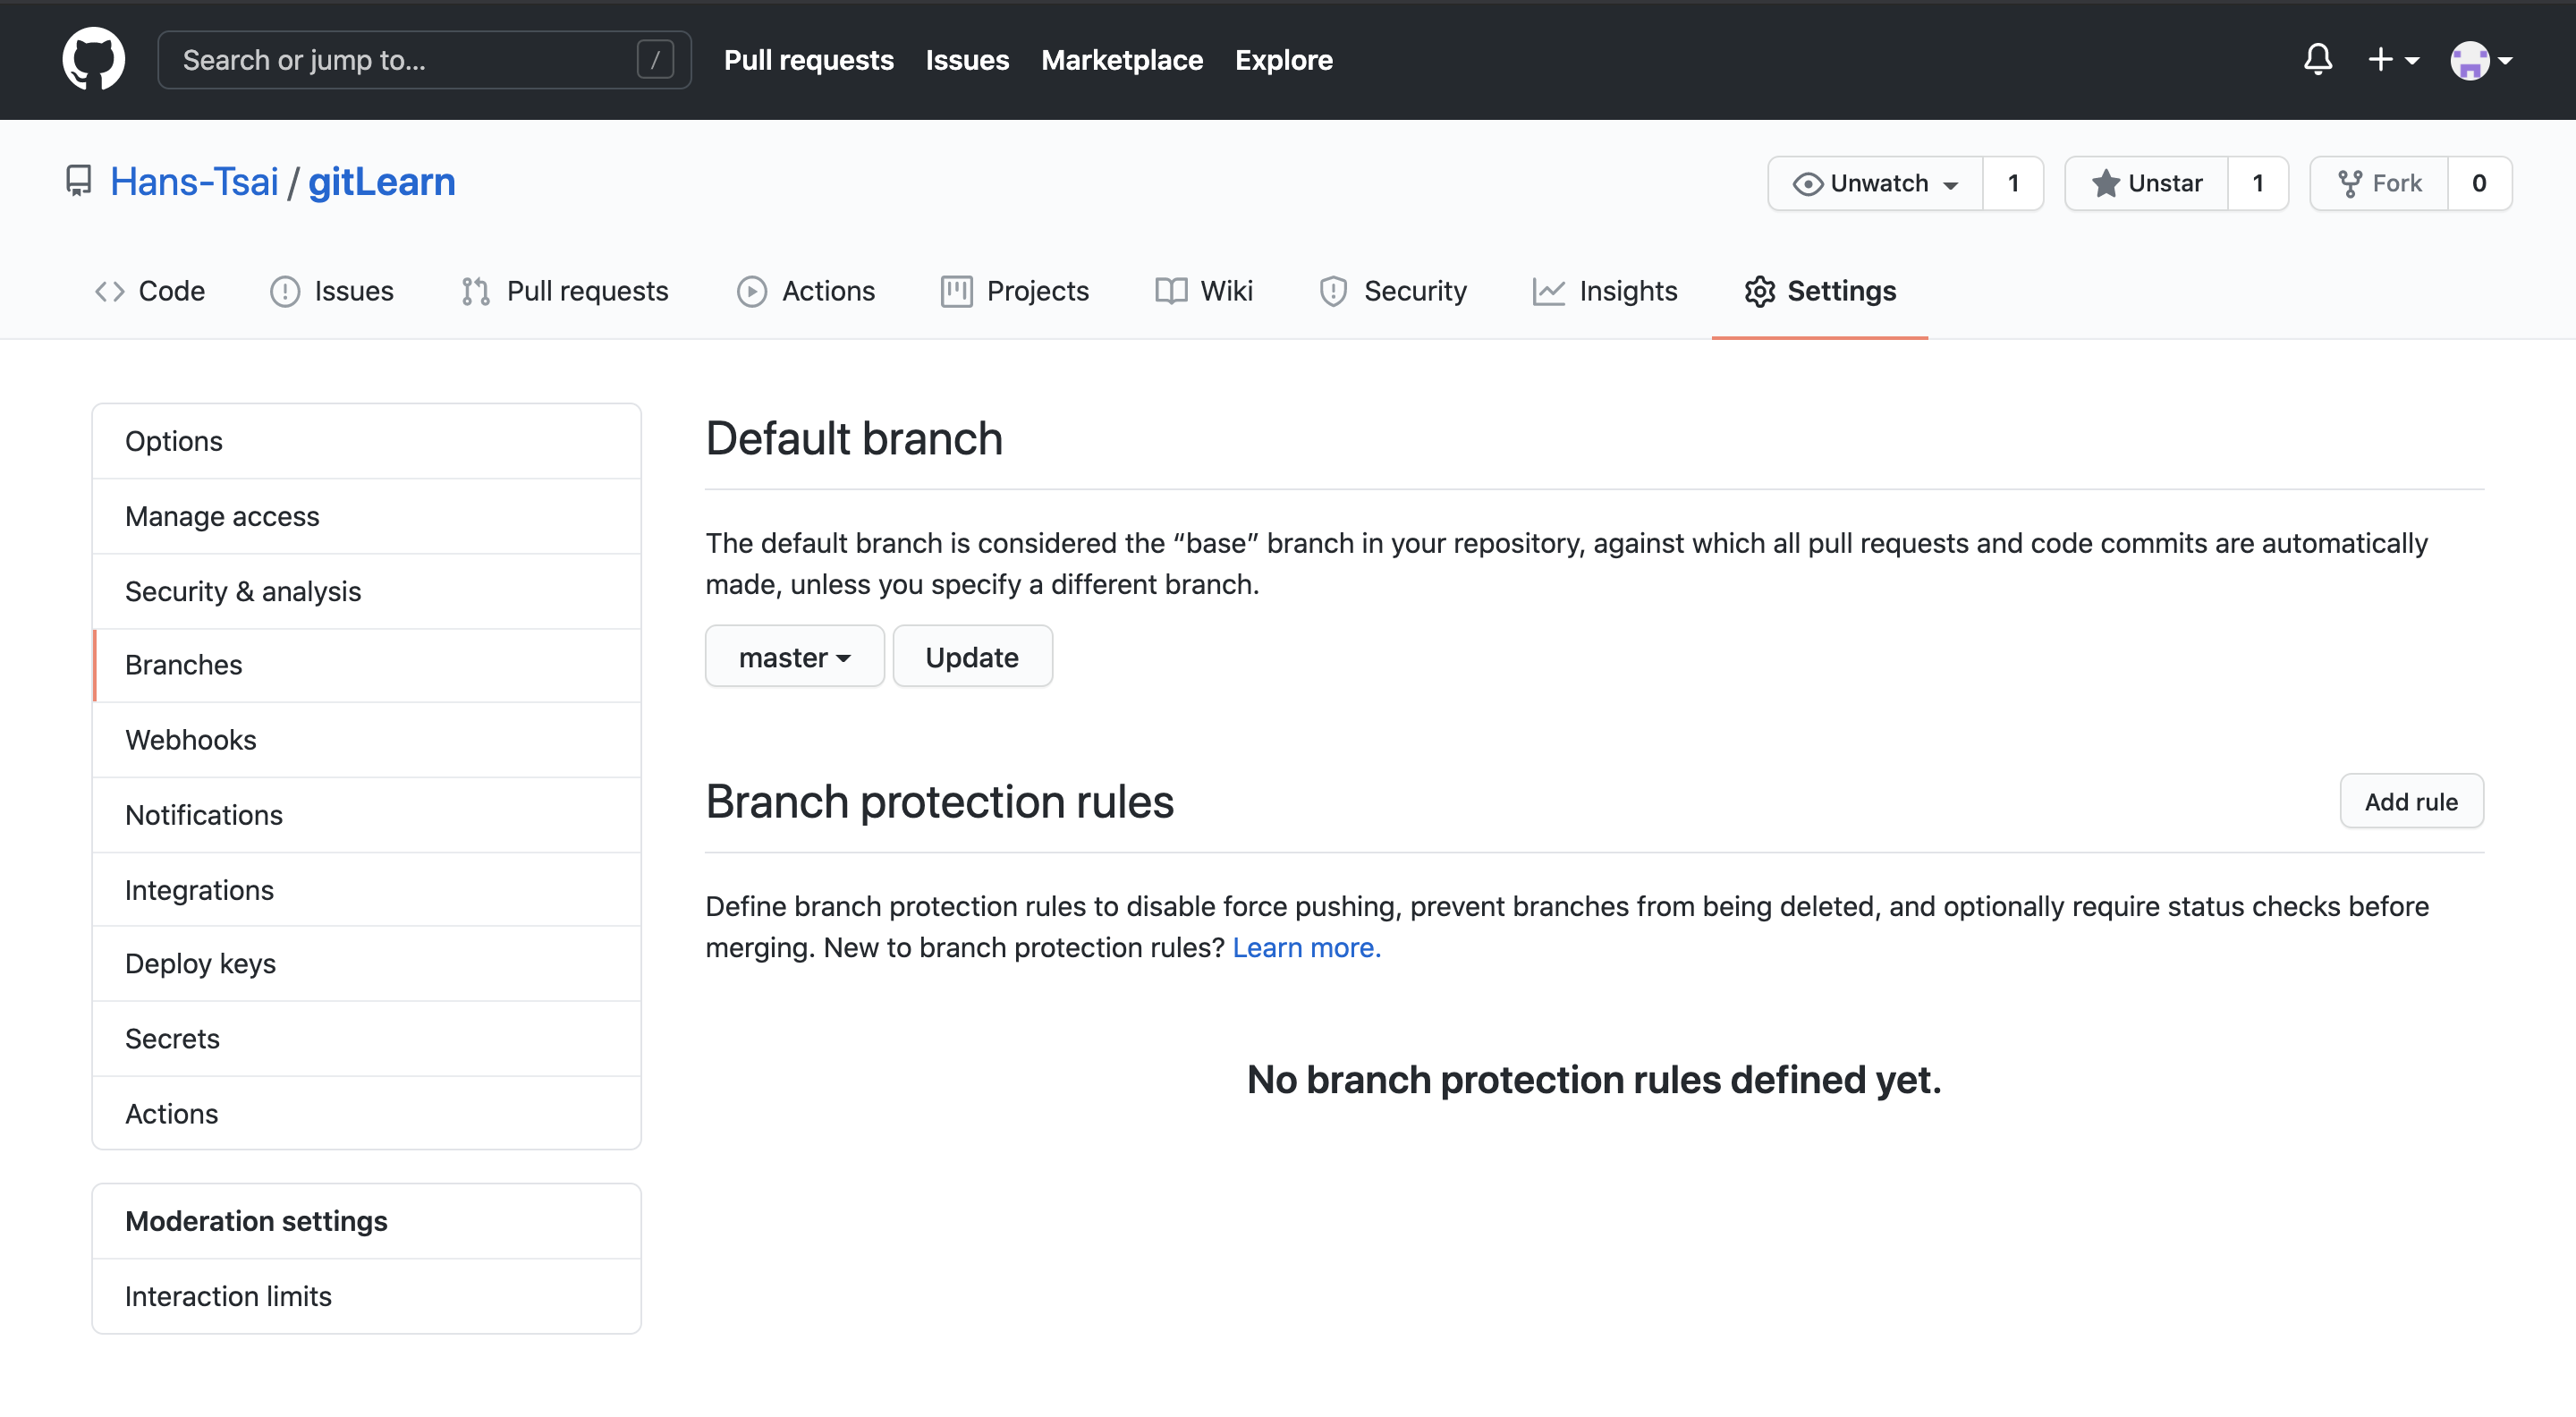 Search or jump to... /
Pull requests Issues Marketplace Explore
Hans-Tsai / gitLearn
Unwatch 1 Unstar 1 Fork 0
Code Issues Pull requests Actions Projects Wiki Security Insights Settings
Options
Manage access
Security & analysis
Branches
Webhooks
Notifications
Integrations
Deploy keys
Secrets
Actions
Moderation settings
Interaction limits
Default branch
The default branch is considered the “base” branch in your repository, against which all pull requests and code commits are automatically
made, unless you specify a different branch.
master Update
Branch protection rules
Add rule
Define branch protection rules to disable force pushing, prevent branches from being deleted, and optionally require status checks before
merging. New to branch protection rules? Learn more.
No branch protection rules defined yet.